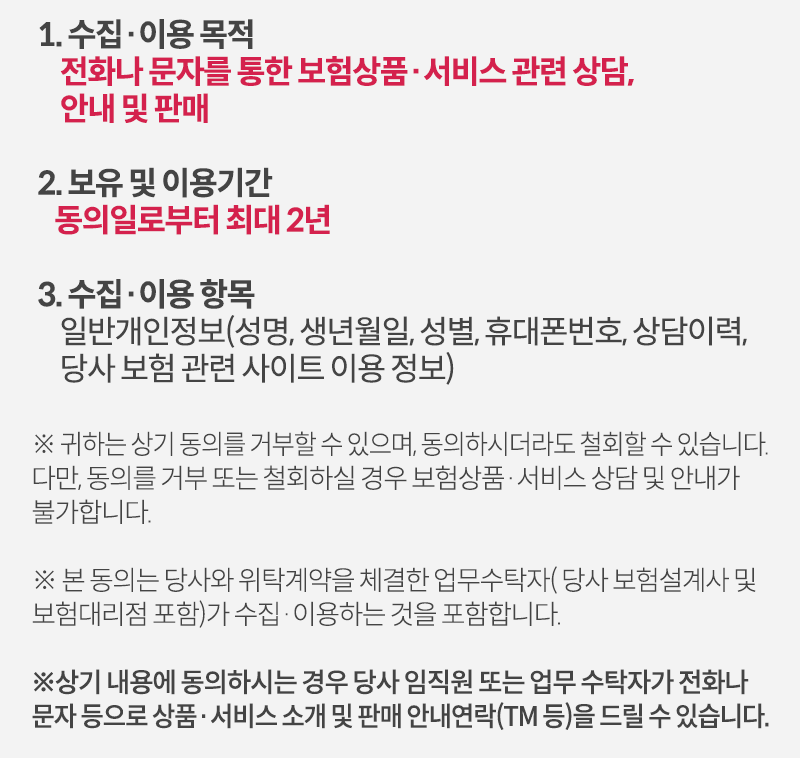 1. 수집·이용 목적
전화나 문자를 통한 보험상품·서비스 관련 상담,
안내 및 판매
2. 보유 및 이용기간
동의일로부터 최대 2년
3. 수집·이용 항목
일반개인정보(성명, 생년월일, 성별, 휴대폰번호, 상담이력,
당사 보험 관련 사이트 이용 정보)
※ 귀하는 상기 동의를 거부할 수 있으며, 동의하시더라도 철회할 수 있습니다.
다만, 동의를 거부 또는 철회하실 경우 보험상품·서비스 상담 및 안내가
불가합니다.
※ 본 동의는 당사와 위탁계약을 체결한 업무수탁자( 당사 보험설계사 및
보험대리점 포함)가 수집·이용하는 것을 포함합니다.
※상기 내용에 동의하시는 경우 당사 임직원 또는 업무 수탁자가 전화나
문자 등으로 상품·서비스 소개 및 판매 안내연락(TM 등)을 드릴 수 있습니다.